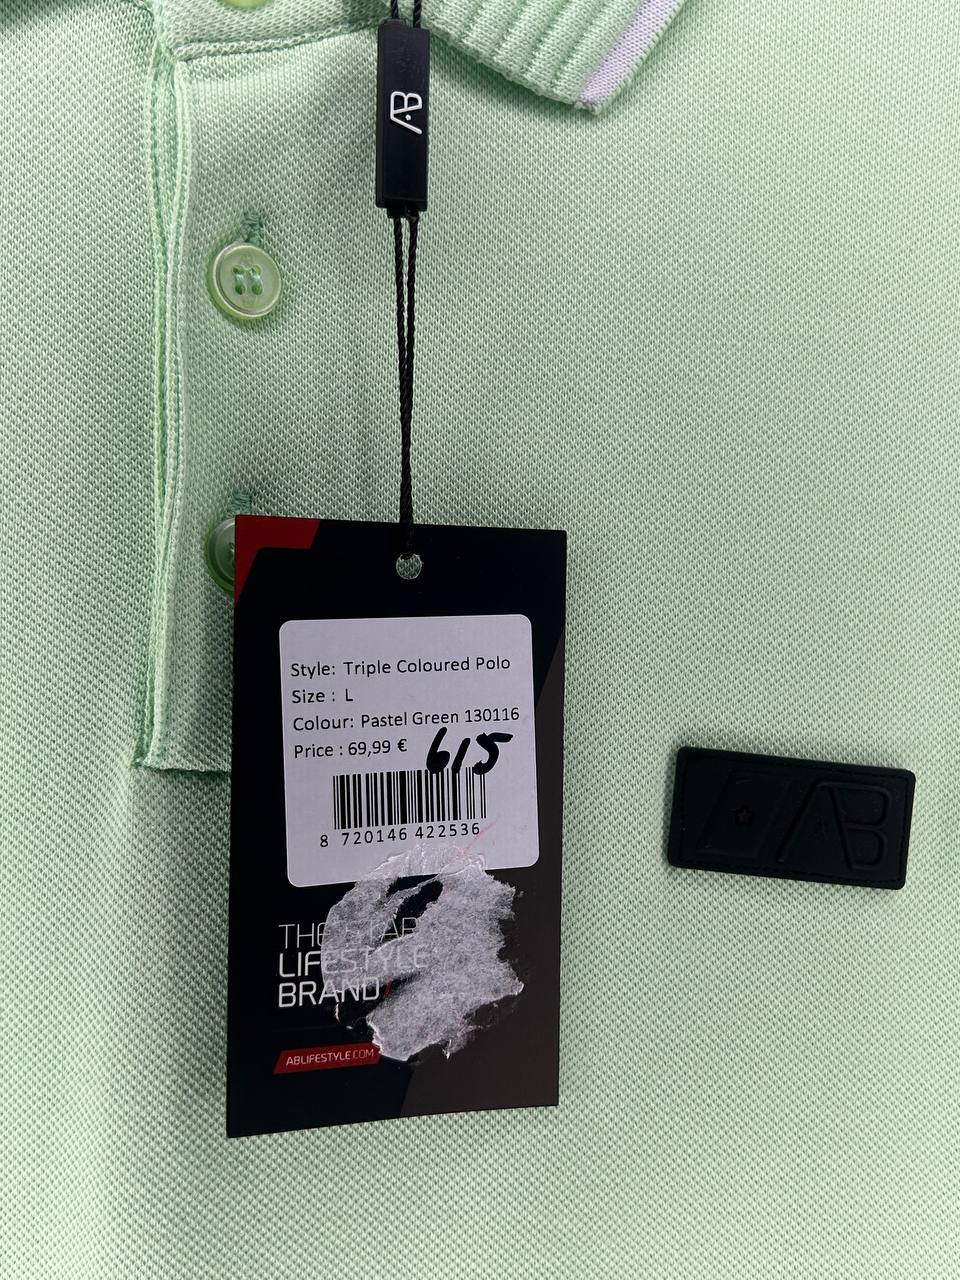 AB
Style: Triple Coloured Polo
Size : L
Colour: Pastel Green 130116
Price : 69,99 €
615
8 720146 422536
THE
LIFESTYLE
BRAND
ABLIFESTYLE.COM
AB